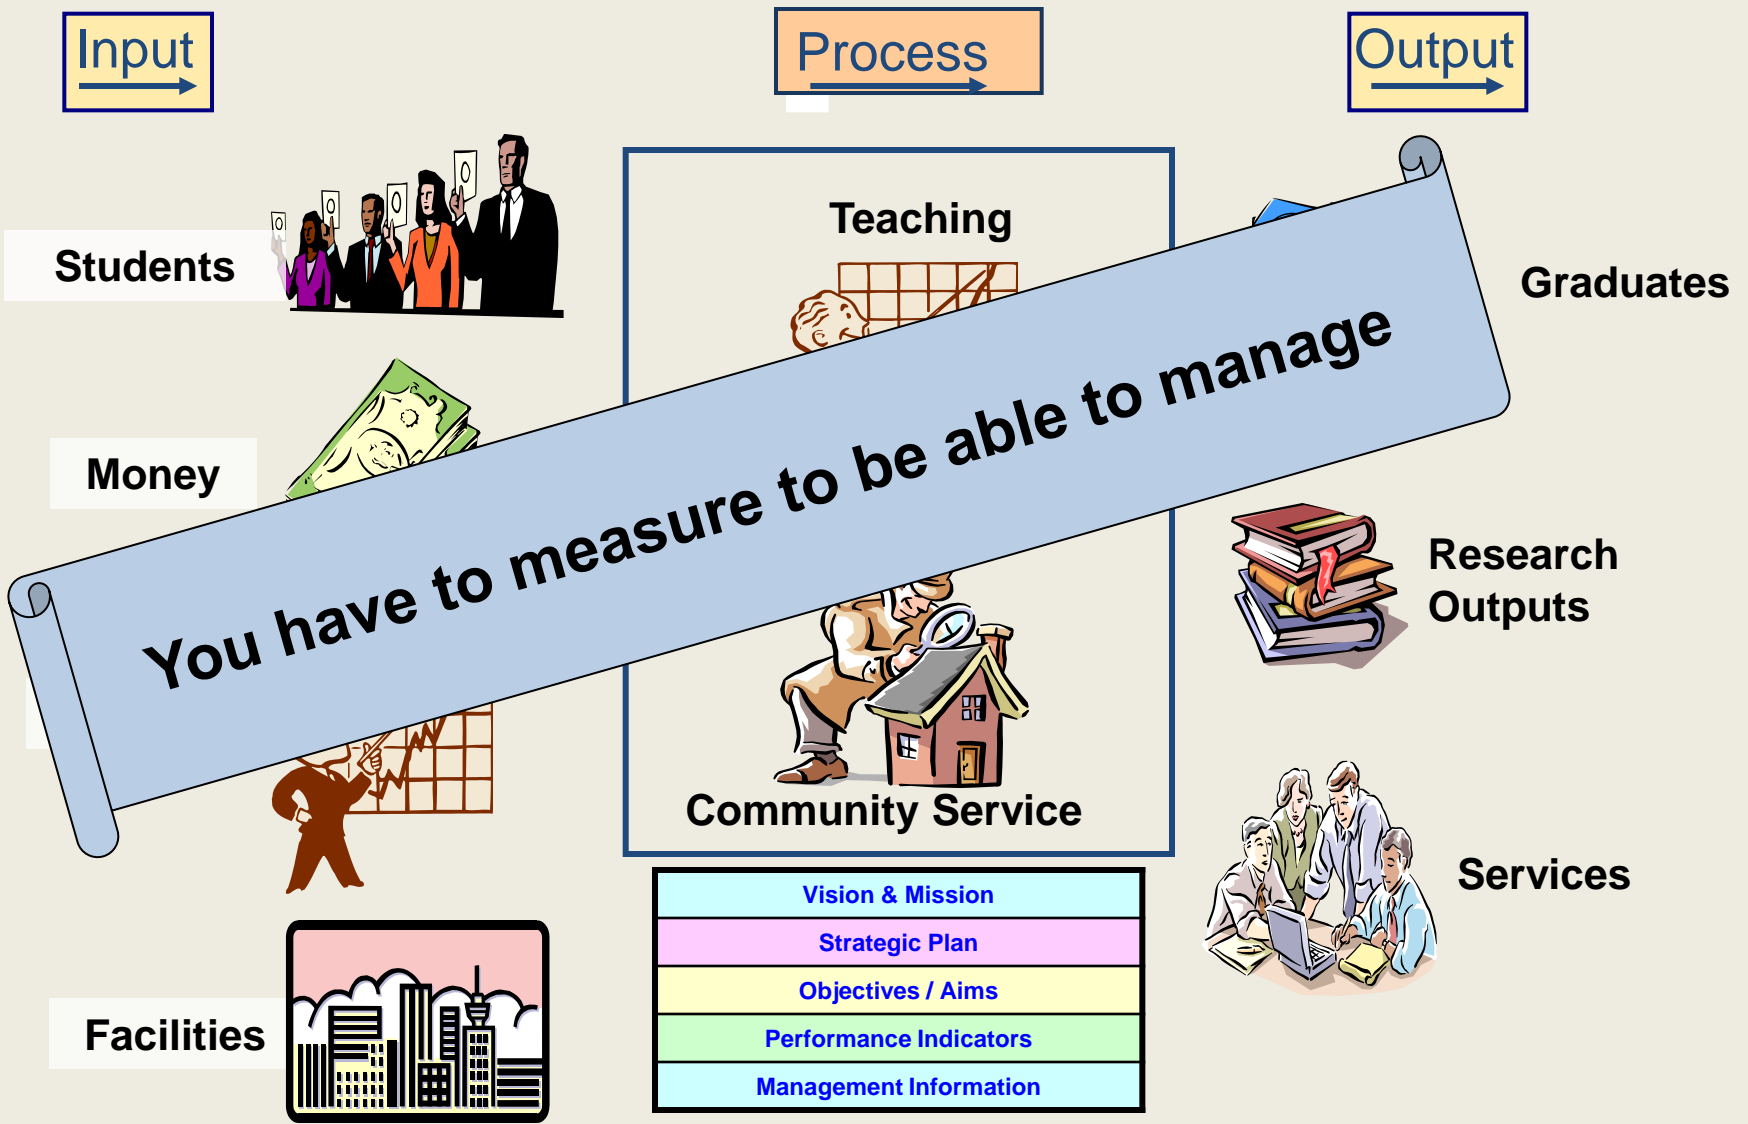 Input
Process
Output
Students
Teaching
Graduates
Money
You have to measure to be able to manage
Research
Outputs
Community Service
Services
Facilities
Vision & Mission
Strategic Plan
Objectives / Aims
Performance Indicators
Management Information